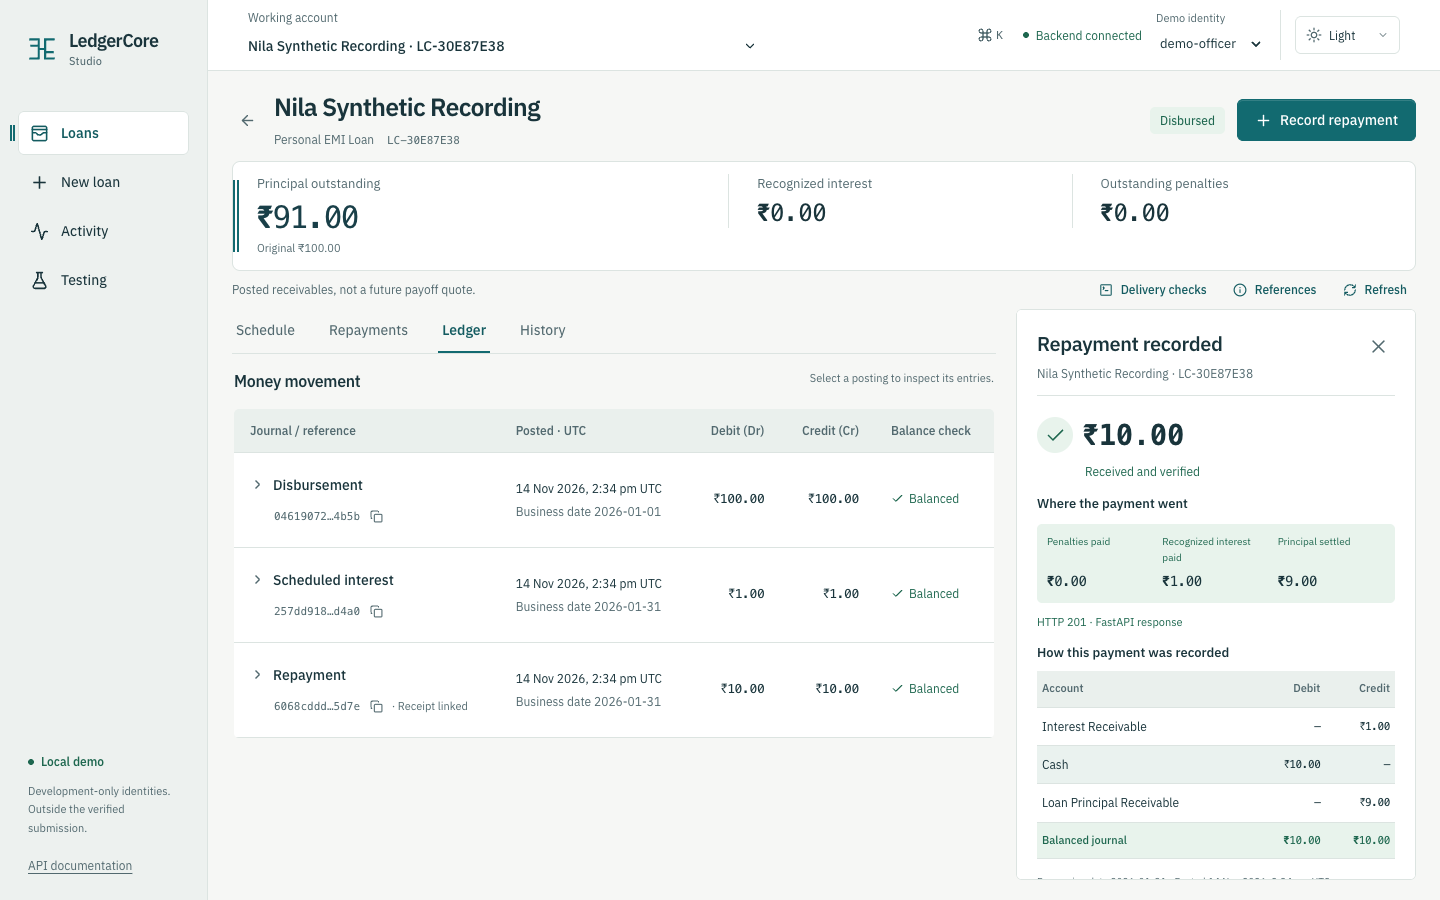 LedgerCore
Studio
Loans
New loan
Activity
Testing
Local demo
Development-only identities.
Outside the verified
submission.
API documentation
Working account
Nila Synthetic Recording · LC-30E87E38
⌘ K
Backend connected
Demo identity
demo-officer
Light
Nila Synthetic Recording
Personal EMI Loan LC-30E87E38
Disbursed
Record repayment
Principal outstanding
₹91.00
Original ₹100.00
Recognized interest
₹0.00
Outstanding penalties
₹0.00
Posted receivables, not a future payoff quote.
Delivery checks
References
Refresh
Schedule Repayments Ledger History
Money movement
Select a posting to inspect its entries.
Journal / reference Posted · UTC Debit (Dr) Credit (Cr) Balance check
Disbursement
04619072…4b5b
14 Nov 2026, 2:34 pm UTC
Business date 2026-01-01
₹100.00 ₹100.00 Balanced
Scheduled interest
257dd918…d4a0
14 Nov 2026, 2:34 pm UTC
Business date 2026-01-31
₹1.00 ₹1.00 Balanced
Repayment
6068cddd…5d7e · Receipt linked
14 Nov 2026, 2:34 pm UTC
Business date 2026-01-31
₹10.00 ₹10.00 Balanced
Repayment recorded
Nila Synthetic Recording · LC-30E87E38
₹10.00
Received and verified
Where the payment went
Penalties paid
₹0.00
Recognized interest
paid
₹1.00
Principal settled
₹9.00
HTTP 201 · FastAPI response
How this payment was recorded
Account Debit Credit
Interest Receivable – ₹1.00
Cash ₹10.00 –
Loan Principal Receivable – ₹9.00
Balanced journal ₹10.00 ₹10.00